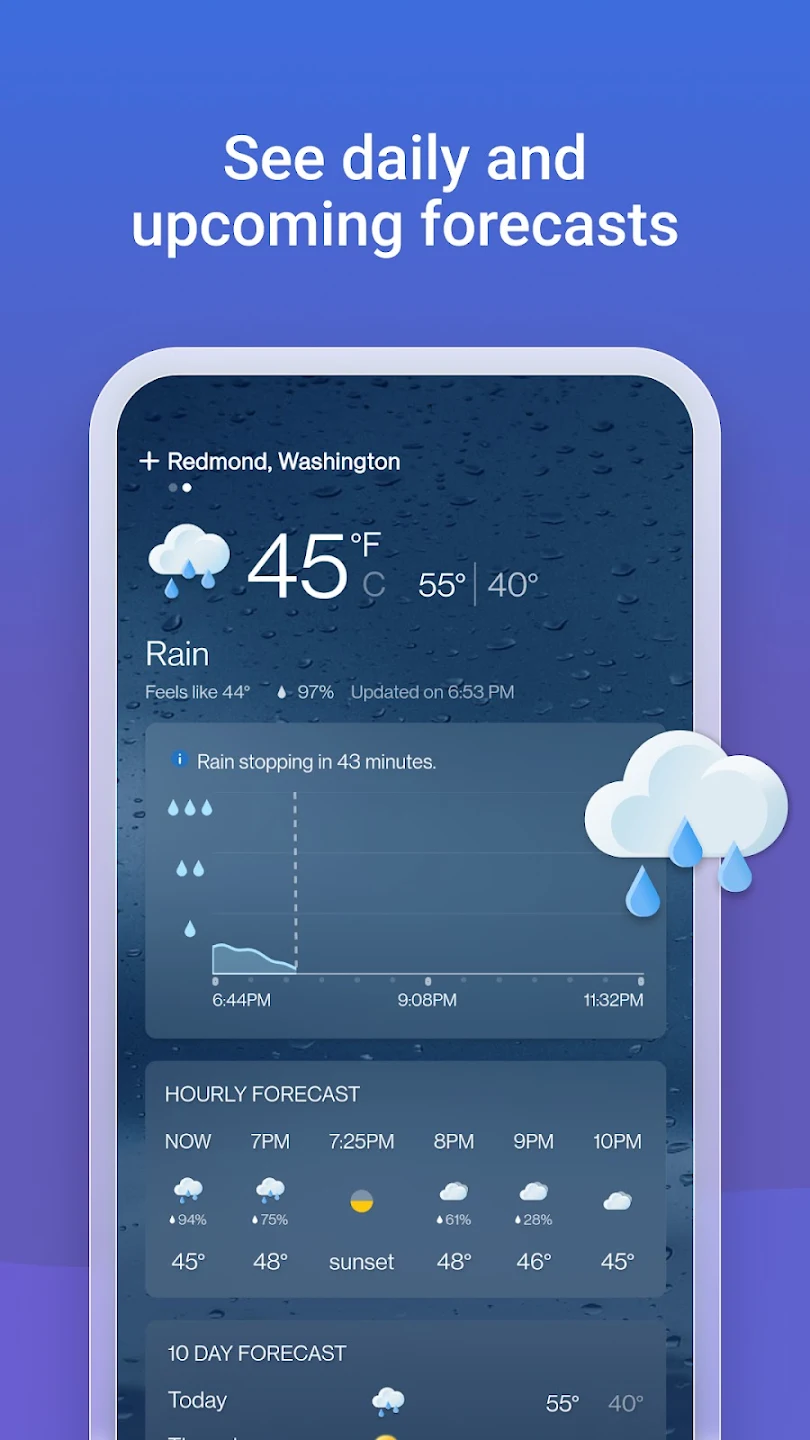 See daily and
upcoming forecasts
+ Redmond, Washington
45 °F
C
55° | 40°
Rain
Feels like 44° 97% Updated on 6:53 PM
Rain stopping in 43 minutes.
6:44PM 9:08PM 11:32PM
HOURLY FORECAST
NOW 7PM 7:25PM 8PM 9PM 10PM
94% 75% 61% 28%
45° 48° sunset 48° 46° 45°
10 DAY FORECAST
Today 55° 40°